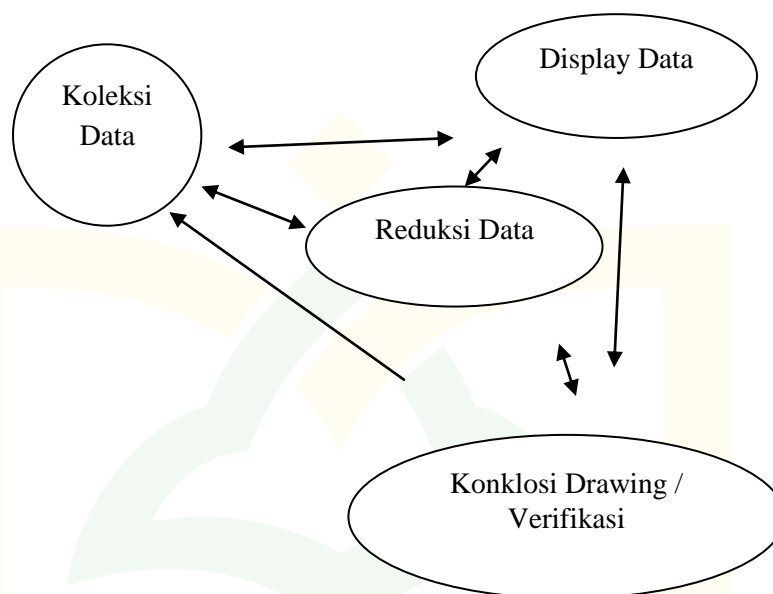 Koleksi
Data
Display Data
Reduksi Data
Konklosi Drawing /
Verifikasi